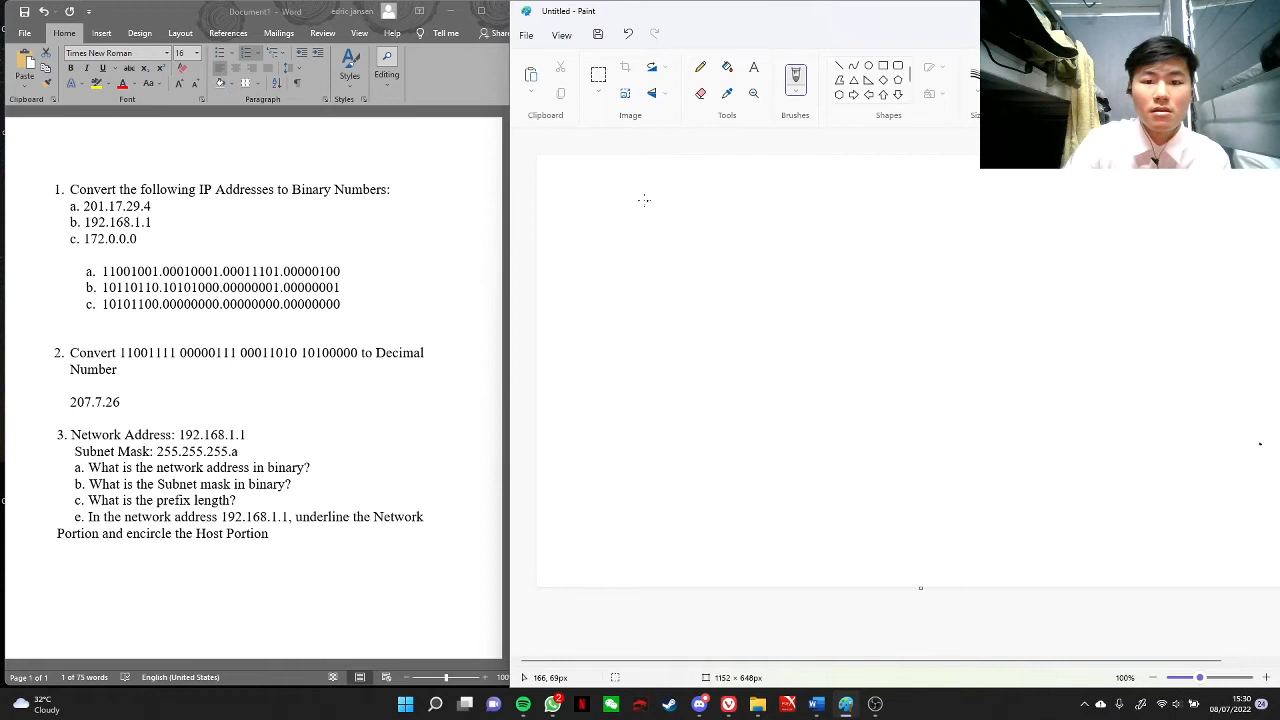 Document1 - Word
edric jansen
File
Home
Insert
Draw
Design
Layout
References
Mailings
Review
View
Help
Tell me
Share
Paste
Times New Roman
16
B I U
Styles
Editing
Clipboard
Font
Paragraph
Styles
1. Convert the following IP Addresses to Binary Numbers:
a. 201.17.29.4
b. 192.168.1.1
c. 172.0.0.0
a. 11001001.00010001.00011101.00000100
b. 10110110.10101000.00000001.00000001
c. 10101100.00000000.00000000.00000000
2. Convert 11001111 00000111 00011010 10100000 to Decimal
Number
207.7.26
3. Network Address: 192.168.1.1
Subnet Mask: 255.255.255.a
a. What is the network address in binary?
b. What is the Subnet mask in binary?
c. What is the prefix length?
e. In the network address 192.168.1.1, underline the Network
Portion and encircle the Host Portion
Page 1 of 1
1 of 75 words
English (United States)
Untitled - Paint
File
View
Clipboard
Image
Tools
Brushes
Shapes
166, 69px
1152 × 648px
100%
32°C
Cloudy
15:30
08/07/2022